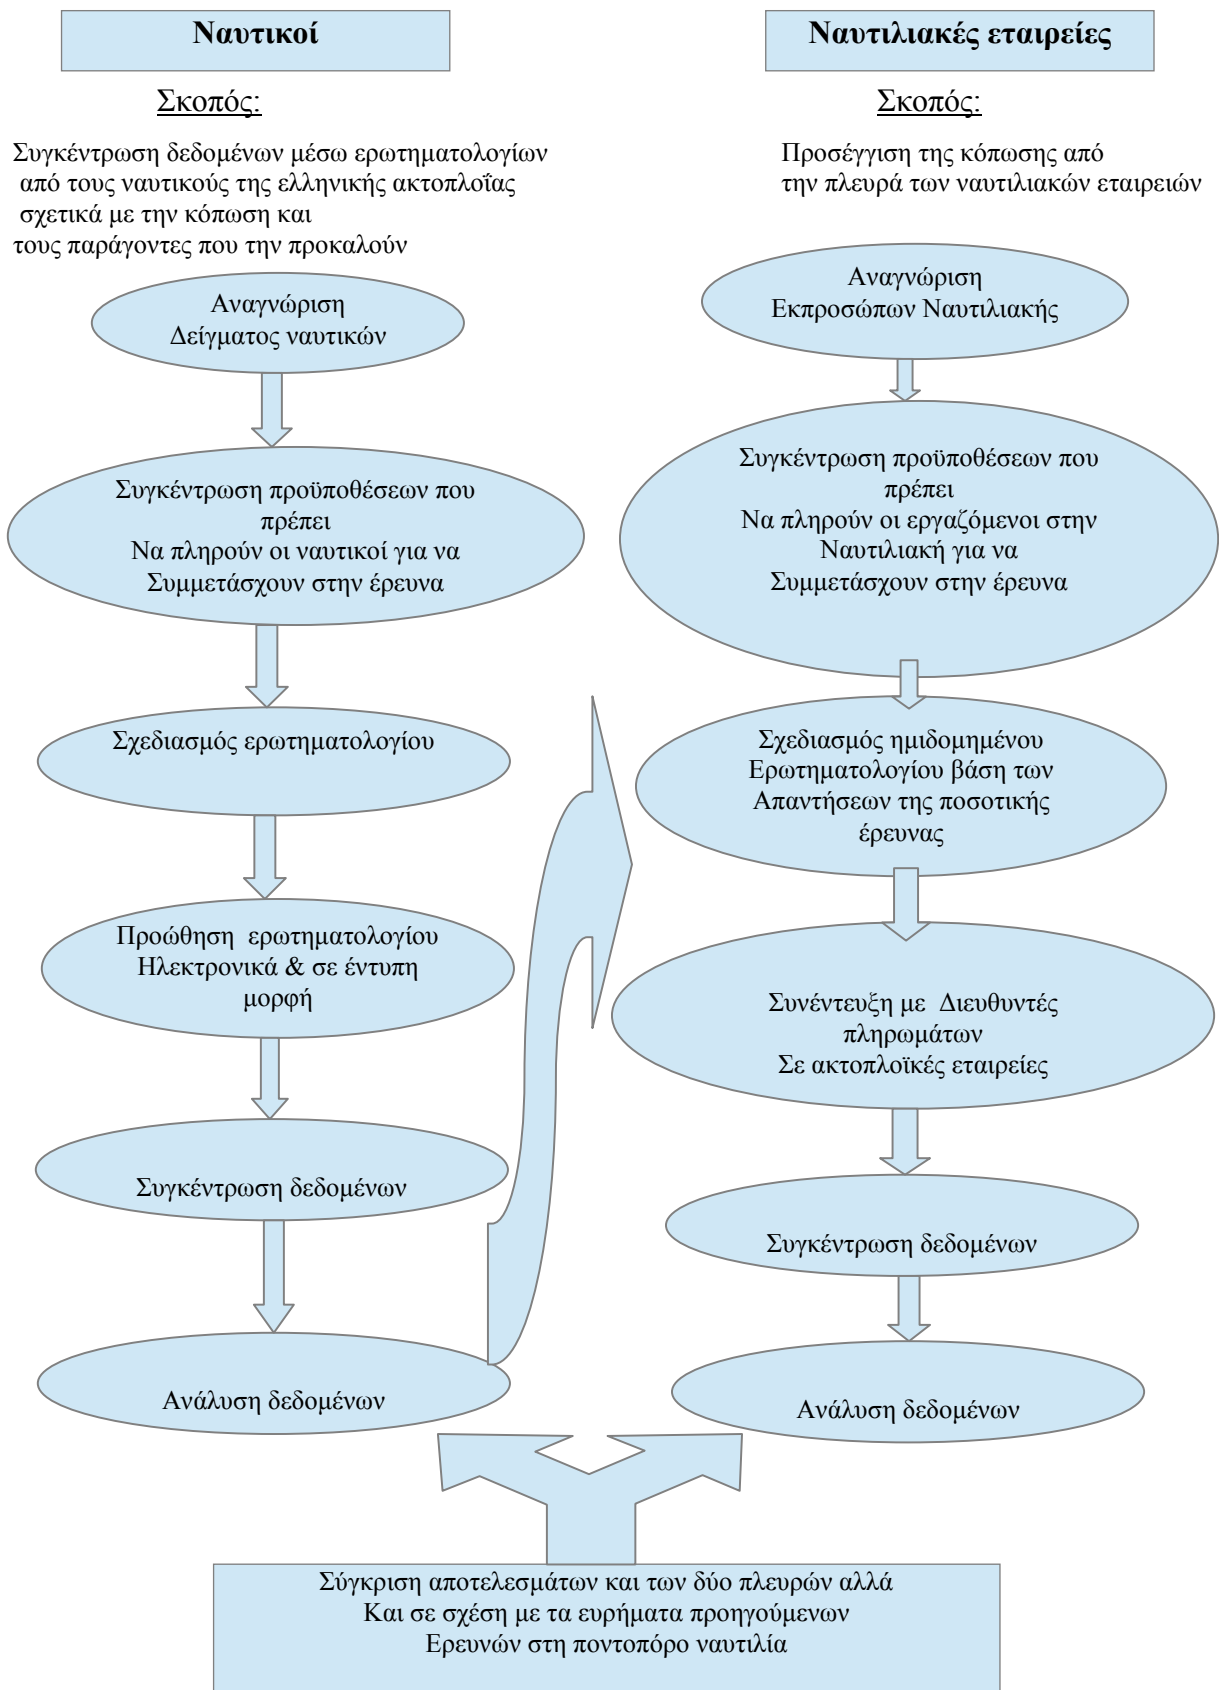 Ναυτικοί
Σκοπός:
Συγκέντρωση δεδομένων μέσω ερωτηματολογίων
από τους ναυτικούς της ελληνικής ακτοπλοΐας
σχετικά με την κόπωση και
τους παράγοντες που την προκαλούν
Αναγνώριση
Δείγματος ναυτικών
Συγκέντρωση προϋποθέσεων που
πρέπει
Να πληρούν οι ναυτικοί για να
Συμμετάσχουν στην έρευνα
Σχεδιασμός ερωτηματολογίου
Προώθηση ερωτηματολογίου
Ηλεκτρονικά & σε έντυπη
μορφή
Συγκέντρωση δεδομένων
Ανάλυση δεδομένων
Ναυτιλιακές εταιρείες
Σκοπός:
Προσέγγιση της κόπωσης από
την πλευρά των ναυτιλιακών εταιρειών
Αναγνώριση
Εκπροσώπων Ναυτιλιακής
Συγκέντρωση προϋποθέσεων που
πρέπει
Να πληρούν οι εργαζόμενοι στην
Ναυτιλιακή για να
Συμμετάσχουν στην έρευνα
Σχεδιασμός ημιδομημένου
Ερωτηματολογίου βάση των
Απαντήσεων της ποσοτικής
έρευνας
Συνέντευξη με Διευθυντές
πληρωμάτων
Σε ακτοπλοϊκές εταιρείες
Συγκέντρωση δεδομένων
Ανάλυση δεδομένων
Σύγκριση αποτελεσμάτων και των δύο πλευρών αλλά
Και σε σχέση με τα ευρήματα προηγούμενων
Ερευνών στη ποντοπόρο ναυτιλία